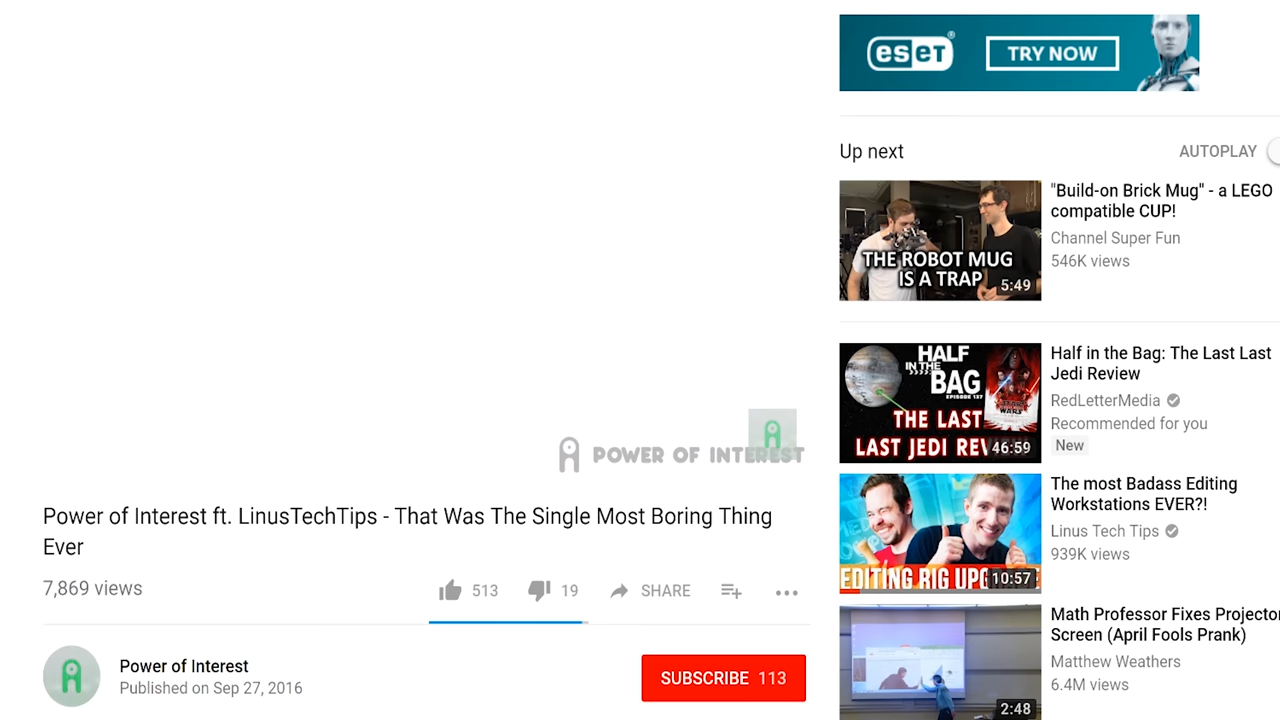 eseT®
TRY NOW
Up next
AUTOPLAY
THE ROBOT MUG
IS A TRAP
5:49
"Build-on Brick Mug" - a LEGO
compatible CUP!
Channel Super Fun
546K views
HALF
IN THE
BAG
EPISODE 137
THE LAST
LAST JEDI
46:59
Half in the Bag: The Last Last
Jedi Review
RedLetterMedia
Recommended for you
New
EDITING RIG
10:57
The most Badass Editing
Workstations EVER?!
Linus Tech Tips
939K views
2:48
Math Professor Fixes Projector
Screen (April Fools Prank)
Matthew Weathers
6.4M views
POWER OF INTEREST
Power of Interest ft. LinusTechTips - That Was The Single Most Boring Thing
Ever
7,869 views
513
19
SHARE
Power of Interest
Published on Sep 27, 2016
SUBSCRIBE 113